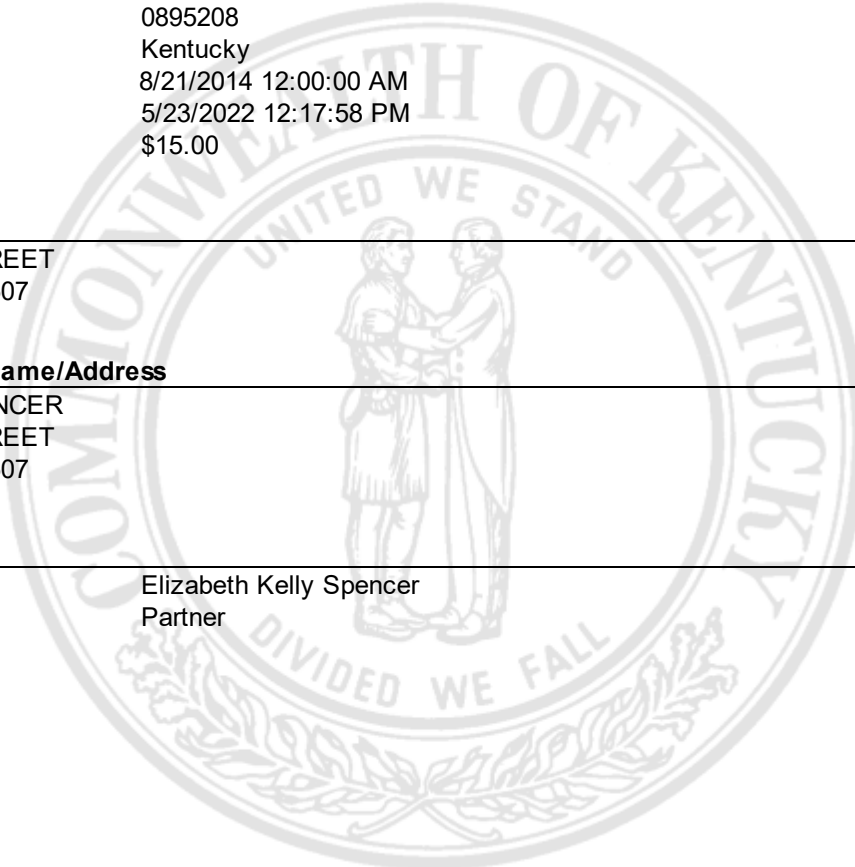 0895208
Kentucky
8/21/2014 12:00:00 AM
5/23/2022 12:17:58 PM
$15.00
REET
07
ame/Address
NCER
REET
07
Elizabeth Kelly Spencer
Partner
COMMONWEALTH OF KENTUCKY
UNITED WE STAND
DIVIDED WE FALL